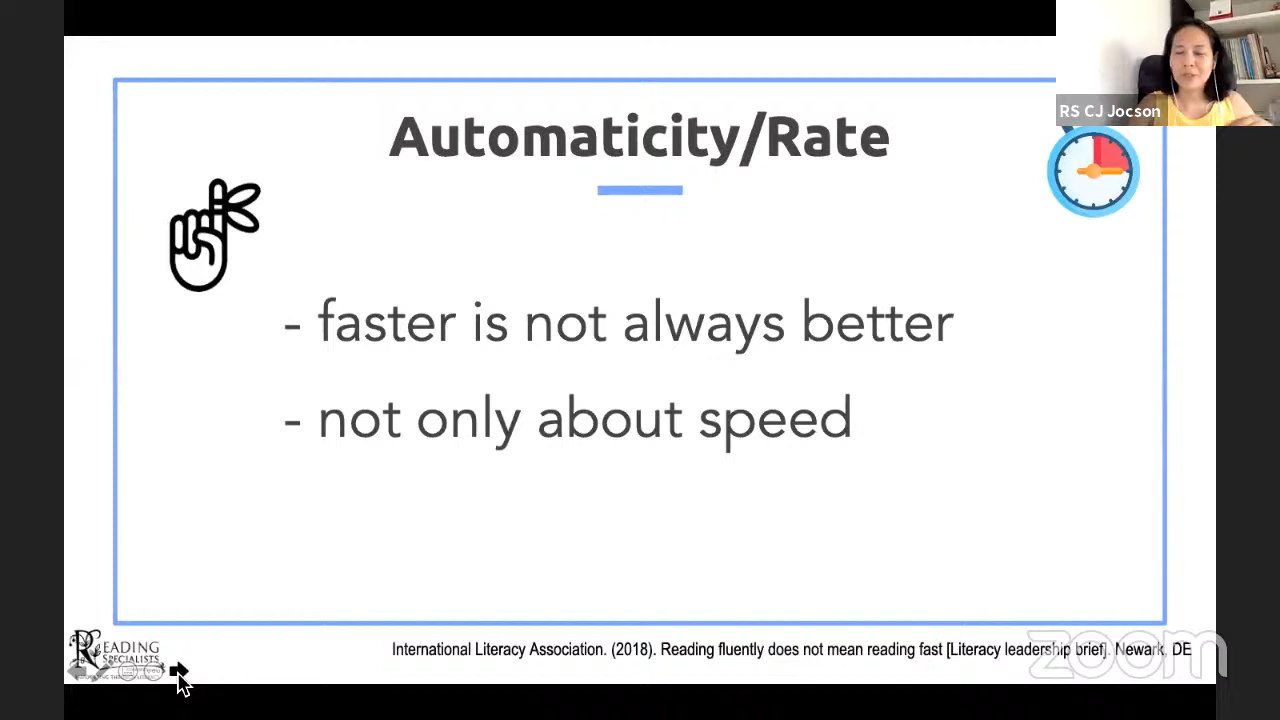 RS CJ Jocson
Automaticity/Rate
- faster is not always better
- not only about speed
READING
SPECIALISTS
International Literacy Association. (2018). Reading fluently does not mean reading fast [Literacy leadership brief]. Newark, DE
zoom